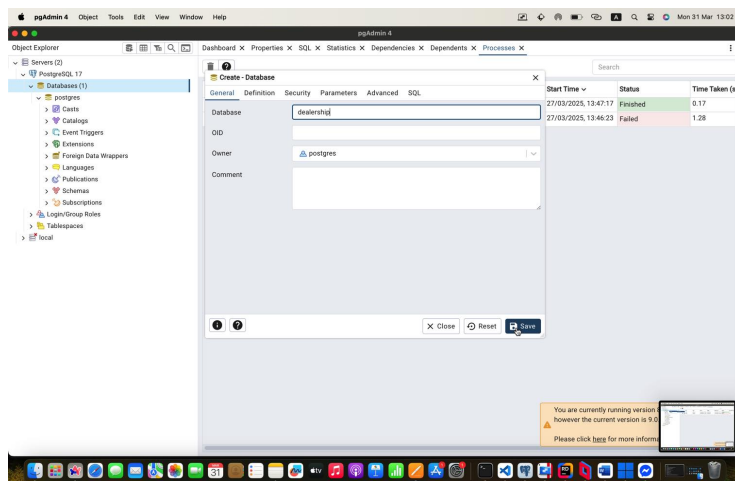 pgAdmin 4 Object Tools Edit View Window Help
Mon 31 Mar 13:02
pgAdmin 4
Object Explorer
Dashboard Properties SQL Statistics Dependencies Dependents Processes
Servers (2)
PostgreSQL 17
Databases (1)
postgres
Casts
Catalogs
Event Triggers
Extensions
Foreign Data Wrappers
Languages
Publications
Schemas
Subscriptions
Login/Group Roles
Tablespaces
local
Search
Start Time Status Time Taken (s
27/03/2025, 13:47:17 Finished 0.17
27/03/2025, 13:46:23 Failed 1.28
Create - Database
General Definition Security Parameters Advanced SQL
Database dealership
OID
Owner postgres
Comment
Close Reset Save
You are currently running version 8
however the current version is 9.0
Please click here for more informa
tv
31